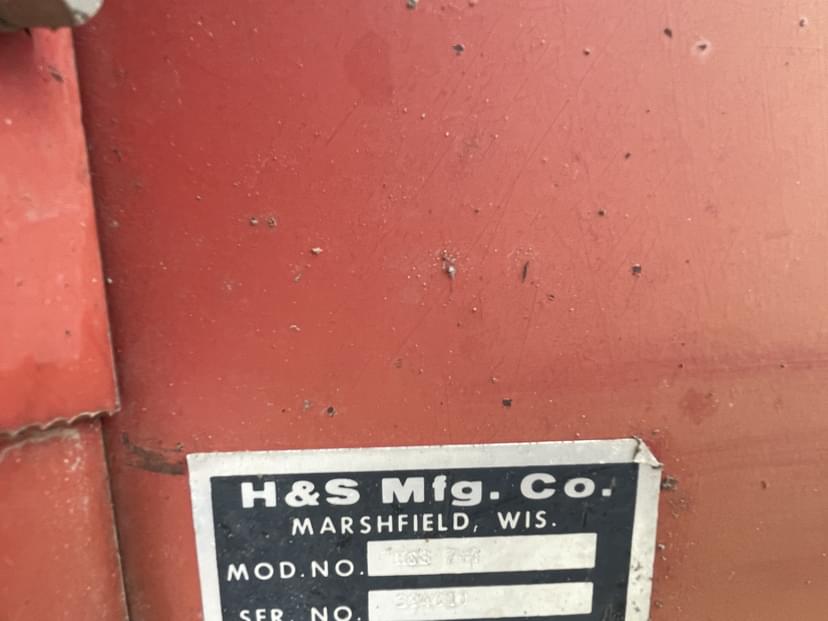 H&S Mfg. Co.
MARSHFIELD, WIS.
MOD. NO.
SER. NO.